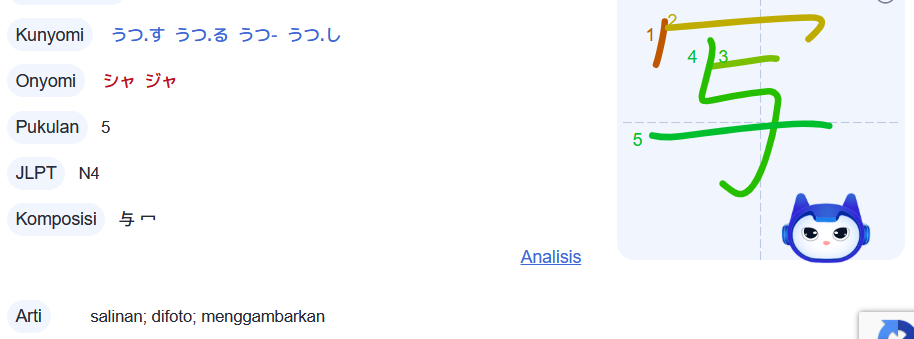 Kunyomi うつ.す うつ.る うつ- うつ.し
Onyomi シャ ジャ
Pukulan 5
JLPT N4
Komposisi 与 冖
Analisis
Arti salinan; difoto; menggambarkan
写
1
2
3
4
5